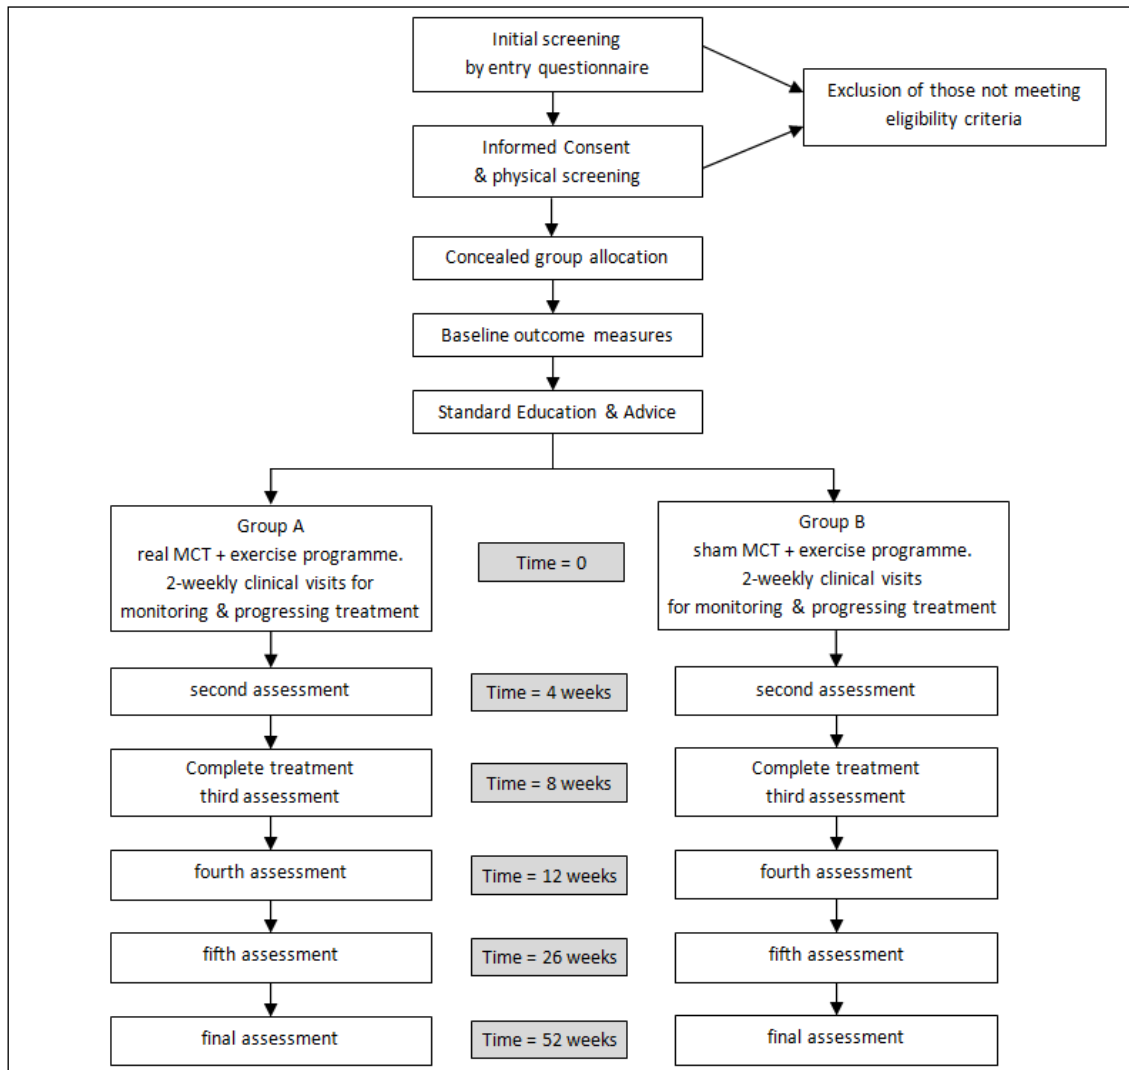 Initial screening
by entry questionnaire
Exclusion of those not meeting
eligibility criteria
Informed Consent
& physical screening
Concealed group allocation
Baseline outcome measures
Standard Education & Advice
Group A
real MCT + exercise programme.
2-weekly clinical visits for
monitoring & progressing treatment
Time = 0
Group B
sham MCT + exercise programme.
2-weekly clinical visits
for monitoring & progressing treatment
second assessment
Time = 4 weeks
second assessment
Complete treatment
third assessment
Time = 8 weeks
Complete treatment
third assessment
fourth assessment
Time = 12 weeks
fourth assessment
fifth assessment
Time = 26 weeks
fifth assessment
final assessment
Time = 52 weeks
final assessment